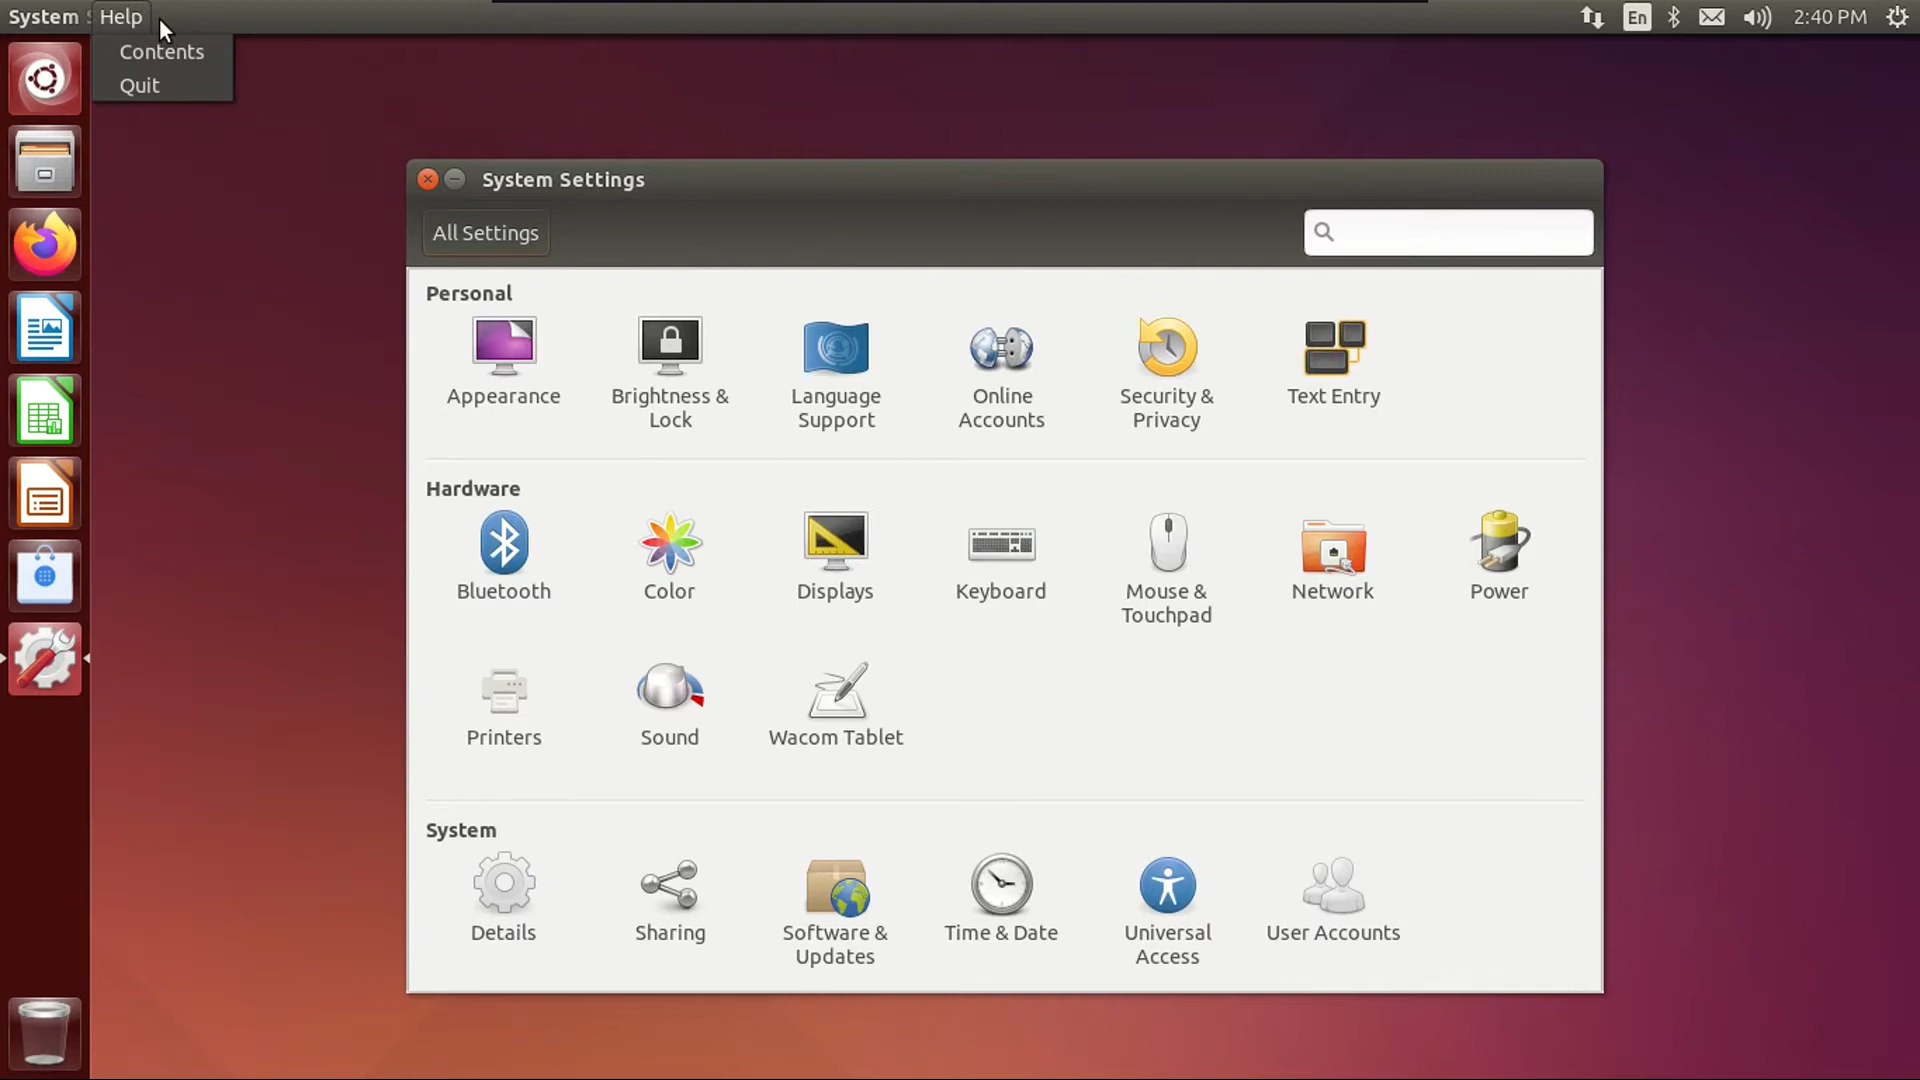 System Help
En 2:40 PM
Contents
Quit
System Settings
All Settings
Personal
Appearance
Brightness &
Lock
Language
Support
Online
Accounts
Security &
Privacy
Text Entry
Hardware
Bluetooth
Color
Displays
Keyboard
Mouse &
Touchpad
Network
Power
Printers
Sound
Wacom Tablet
System
Details
Sharing
Software &
Updates
Time & Date
Universal
Access
User Accounts